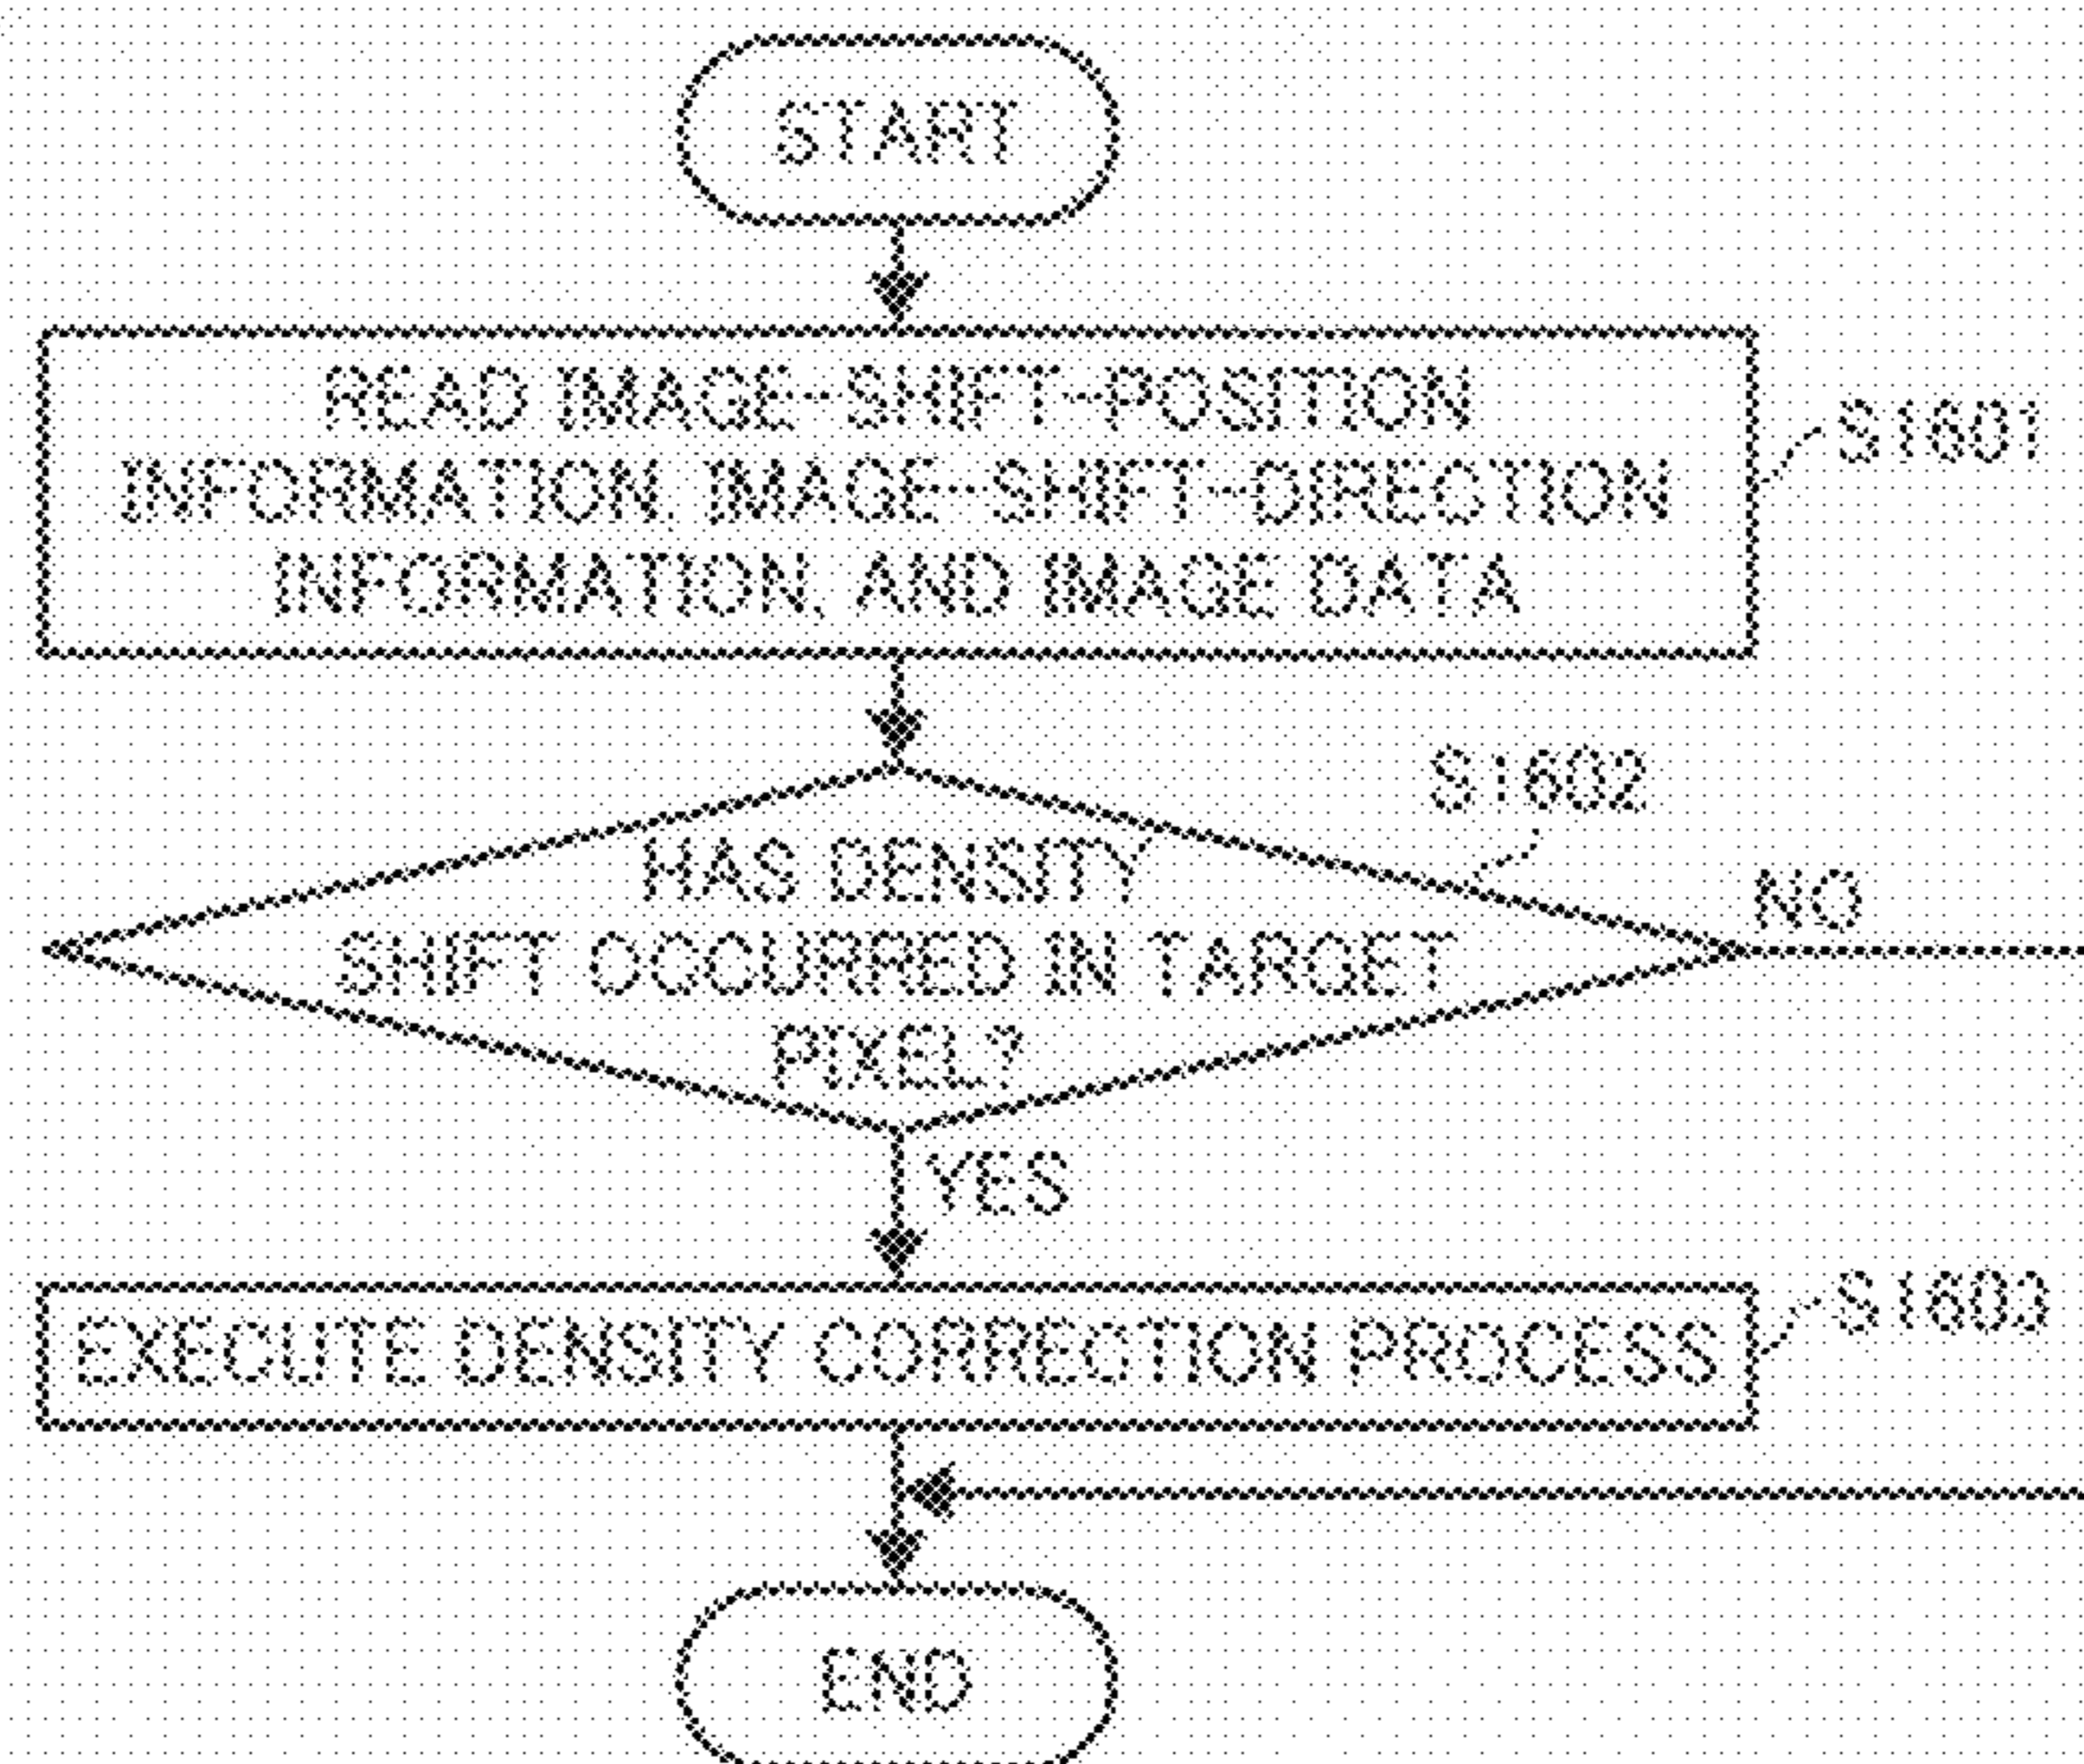 START
READ IMAGE-SHIFT-POSITION
INFORMATION, IMAGE-SHIFT-DIRECTION
INFORMATION, AND IMAGE DATA
S1601
S1602
HAS DENSITY
SHIFT OCCURRED IN TARGET
PIXEL?
NO
YES
EXECUTE DENSITY CORRECTION PROCESS
S1603
END